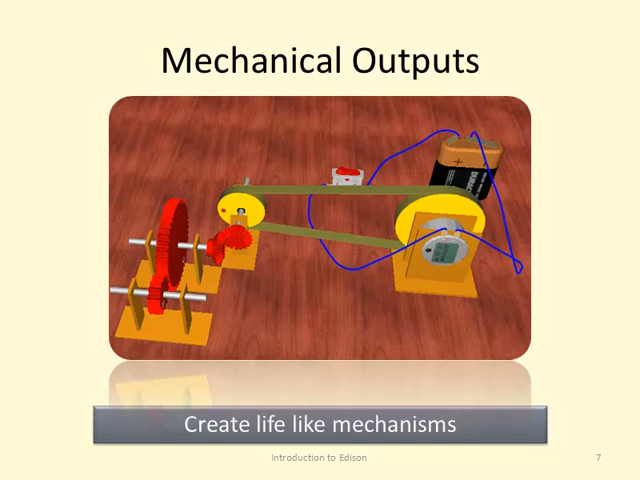 Mechanical Outputs
Create life like mechanisms
Introduction to Edison
7